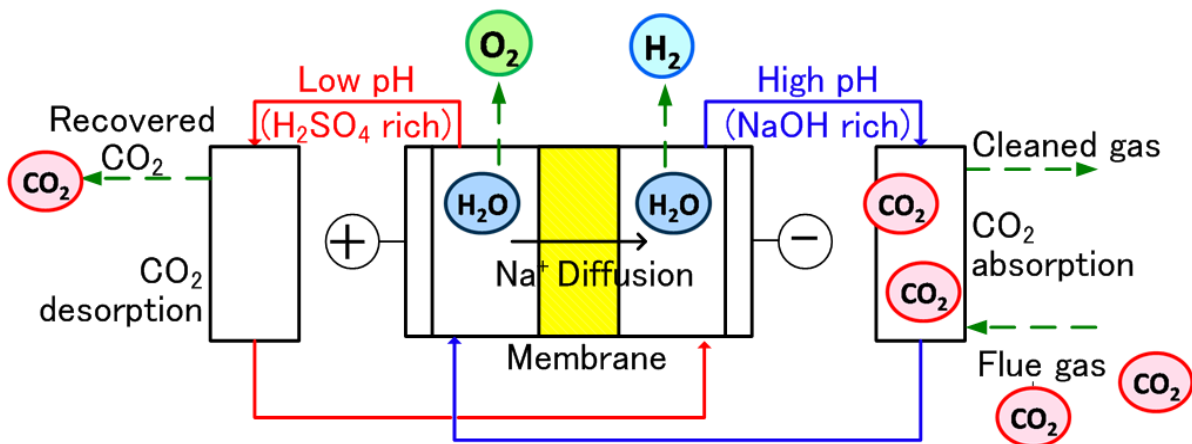 O₂
H₂
Low pH
(H₂SO₄ rich)
High pH
(NaOH rich)
Recovered
CO₂
CO₂
Cleaned gas
H₂O
H₂O
CO₂
+
−
CO₂
desorption
Na⁺ Diffusion
CO₂
absorption
CO₂
Membrane
Flue gas
CO₂
CO₂